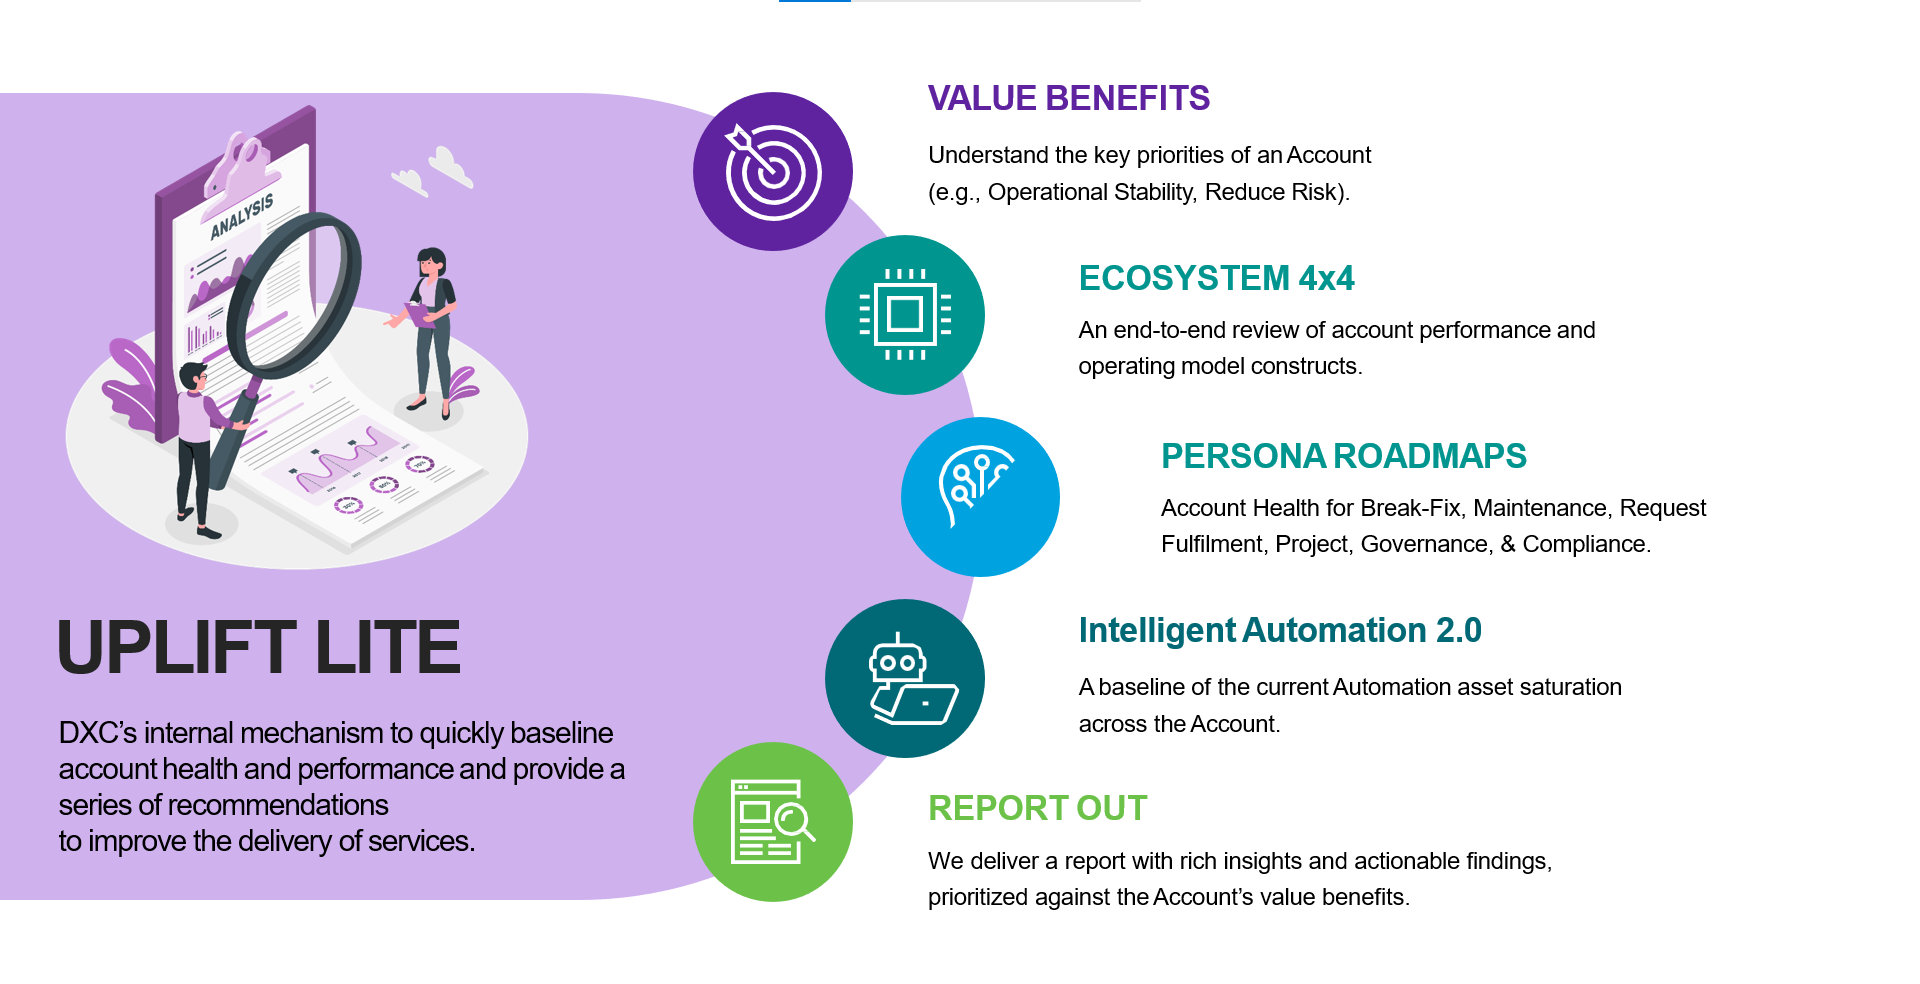 VALUE BENEFITS
Understand the key priorities of an Account
(e.g., Operational Stability, Reduce Risk).
ANALYSIS
ECOSYSTEM 4x4
An end-to-end review of account performance and
operating model constructs.
PERSONA ROADMAPS
Account Health for Break-Fix, Maintenance, Request
Fulfilment, Project, Governance, & Compliance.
UPLIFT LITE
DXC’s internal mechanism to quickly baseline
account health and performance and provide a
series of recommendations
to improve the delivery of services.
Intelligent Automation 2.0
A baseline of the current Automation asset saturation
across the Account.
REPORT OUT
We deliver a report with rich insights and actionable findings,
prioritized against the Account’s value benefits.